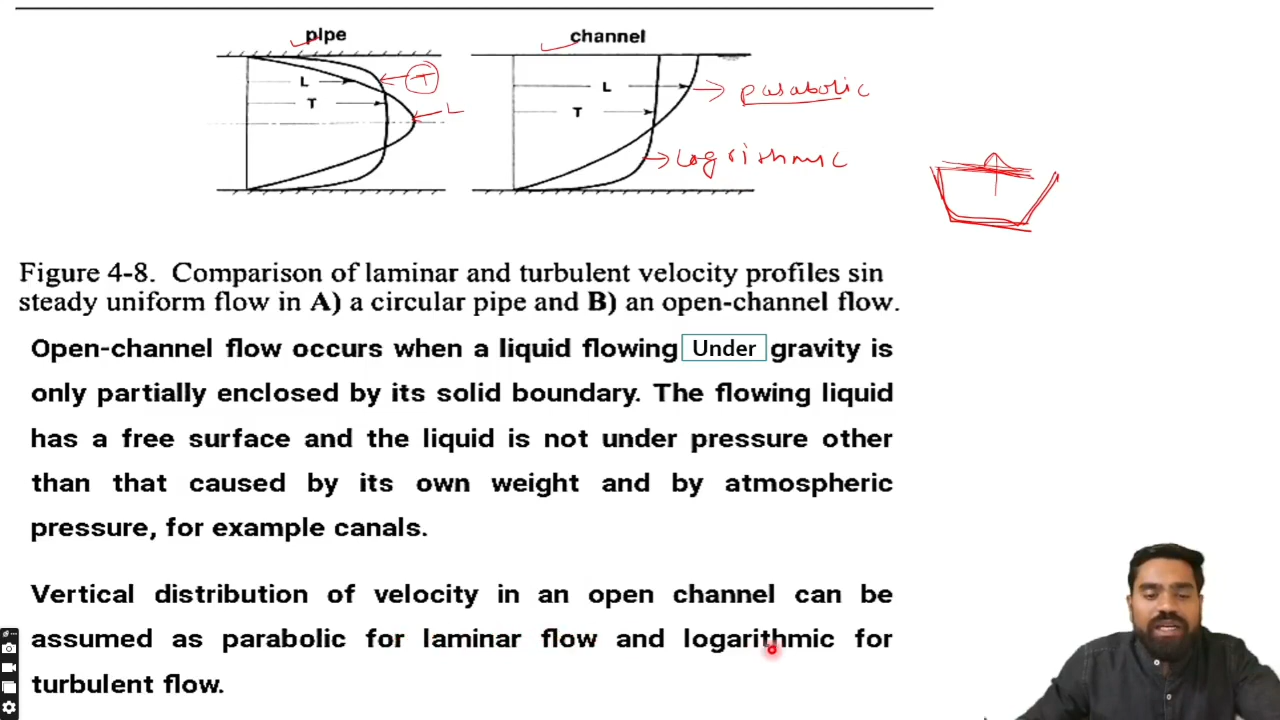 pipe
channel
L
T
T
L
L
T
parabolic
logrithmic
Figure 4-8. Comparison of laminar and turbulent velocity profiles sin
steady uniform flow in A) a circular pipe and B) an open-channel flow.
Open-channel flow occurs when a liquid flowing Under gravity is
only partially enclosed by its solid boundary. The flowing liquid
has a free surface and the liquid is not under pressure other
than that caused by its own weight and by atmospheric
pressure, for example canals.
Vertical distribution of velocity in an open channel can be
assumed as parabolic for laminar flow and logarithmic for
turbulent flow.